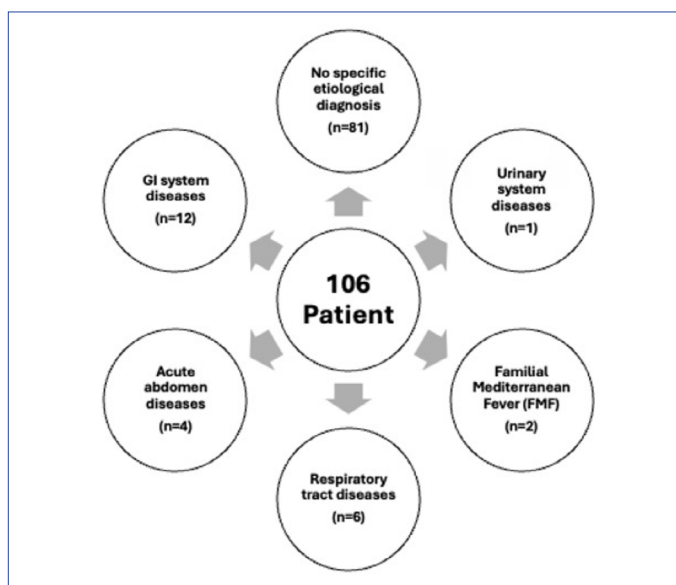 No specific
etiological
diagnosis
(n=81)
GI system
diseases
(n=12)
Urinary
system
diseases
(n=1)
106
Patient
Acute
abdomen
diseases
(n=4)
Familial
Mediterranean
Fever (FMF)
(n=2)
Respiratory
tract diseases
(n=6)